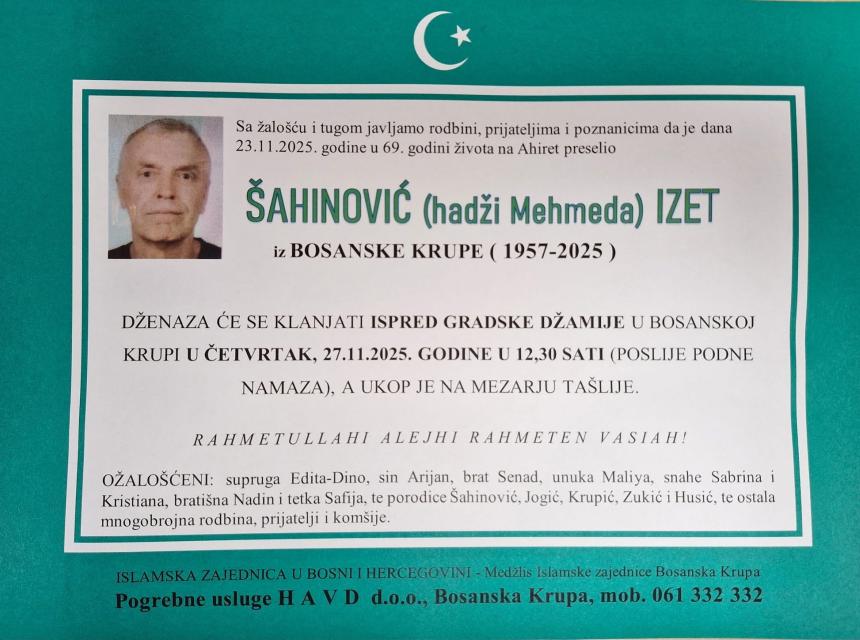 Sa žalošću i tugom javljamo rodbini, prijateljima i poznanicima da je dana
23.11.2025. godine u 69. godini života na Ahiret preselio
ŠAHINOVIĆ (hadži Mehmeda) IZET
iz BOSANSKE KRUPE ( 1957-2025 )
DŽENAZA ĆE SE KLANJATI ISPRED GRADSKE DŽAMIJE U BOSANSKOJ
KRUPI U ČETVRTAK, 27.11.2025. GODINE U 12,30 SATI (POSLIJE PODNE
NAMAZA), A UKOP JE NA MEZARJU TAŠLIJE.
RAHMETULLAHI ALEJHI RAHMETEN VASIAH!
OŽALOŠĆENI: supruga Edita-Dino, sin Arijan, brat Senad, unuka Maliya, snahe Sabrina i
Kristiana, bratišna Nadin i tetka Safija, te porodice Šahinović, Jogić, Krupić, Zukić i Husić, te ostala
mnogobrojna rodbina, prijatelji i komšije.
ISLAMSKA ZAJEDNICA U BOSNI I HERCEGOVINI - Medžlis Islamske zajednice Bosanska Krupa
Pogrebne usluge H A V D d.o.o., Bosanska Krupa, mob. 061 332 332